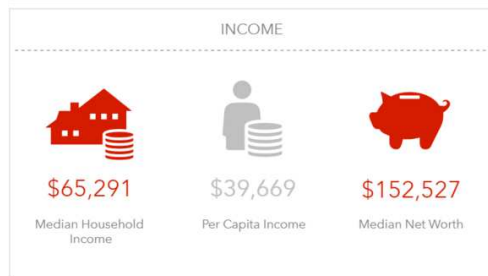 INCOME
$65,291
$39,669
$152,527
Median Household
Income
Per Capita Income
Median Net Worth